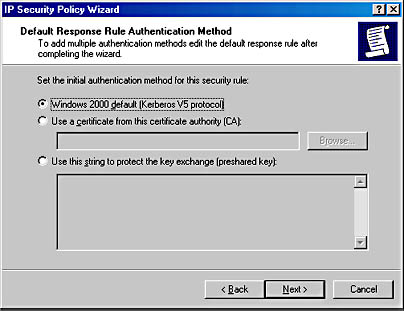 IP Security Policy Wizard
Default Response Rule Authentication Method
To add multiple authentication methods edit the default response rule after
completing the wizard.
Set the initial authentication method for this security rule:
Windows 2000 default (Kerberos V5 protocol)
Use a certificate from this certificate authority (CA):
Browse...
Use this string to protect the key exchange (preshared key):
< Back
Next >
Cancel